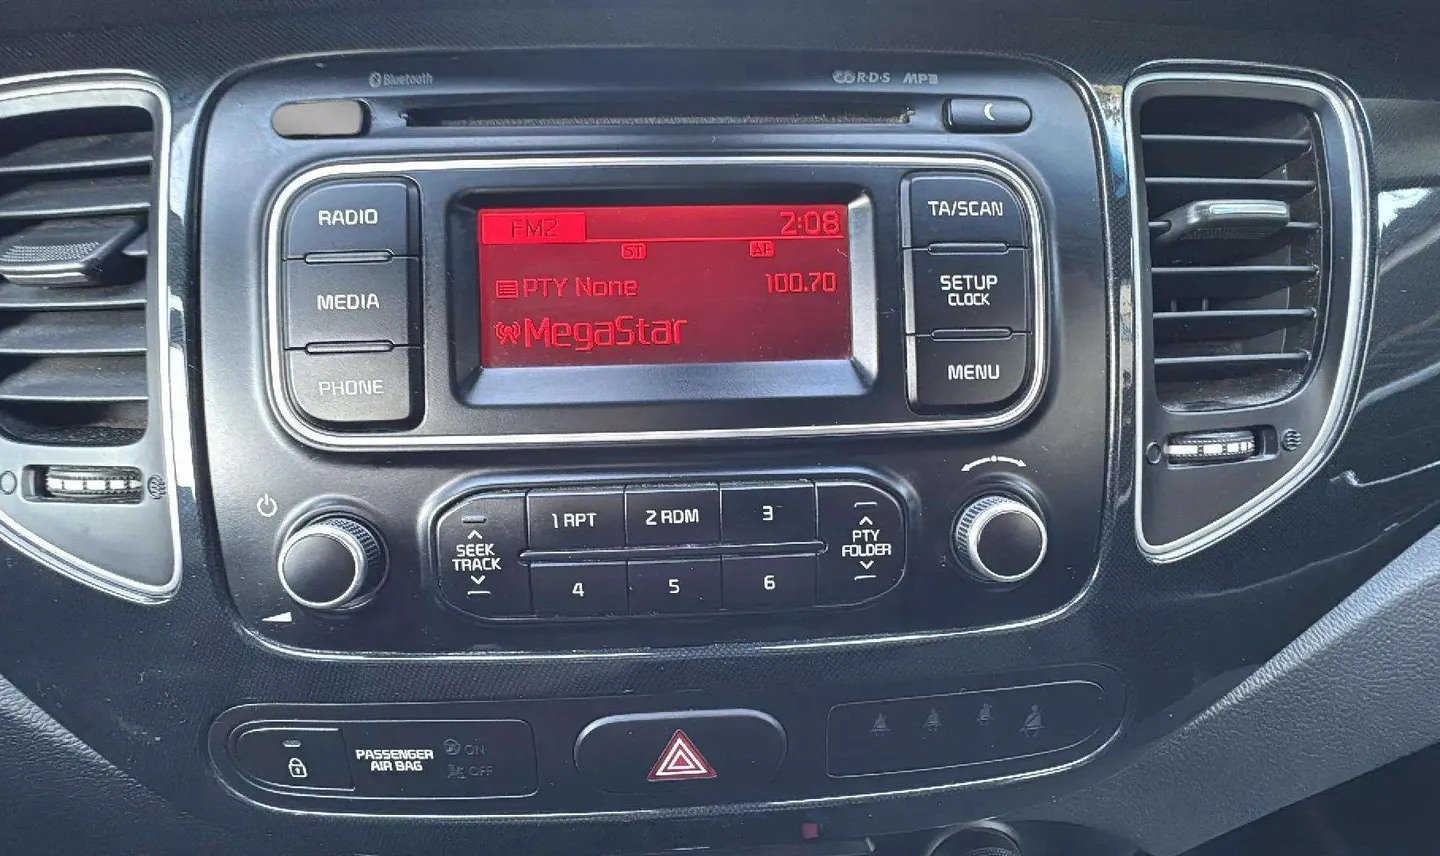 Bluetooth
R·D·S MP3
RADIO
MEDIA
PHONE
FM2 2:08
ST AF
PTY None 100.70
MegaStar
TA/SCAN
SETUP
CLOCK
MENU
SEEK
TRACK
1 RPT
2 RDM
3
4
5
6
PTY
FOLDER
PASSENGER
AIR BAG
ON
OFF